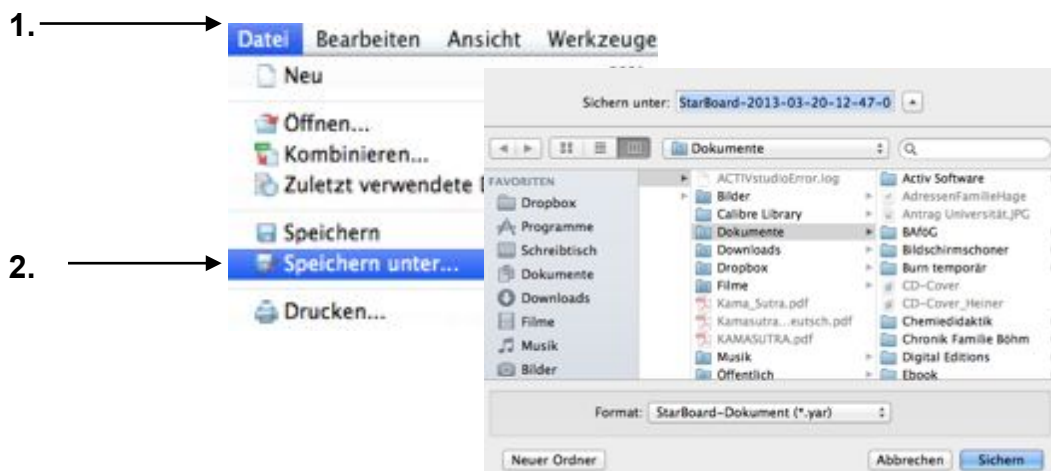 1.
Datei Bearbeiten Ansicht Werkzeuge
Neu
Öffnen...
Kombinieren...
Zuletzt verwendete
Speichern
2.
Speichern unter...
Drucken...
Sichern unter: StarBoard-2013-03-20-12-47-0
Dokumente
FAVORITEN
Dropbox
Programme
Schreibtisch
Dokumente
Downloads
Filme
Musik
Bilder
ACTIVstudioError.log
Bilder
Calibre Library
Dokumente
Downloads
Dropbox
Filme
Kama_Sutra.pdf
Kamasutra...eutsch.pdf
KAMASUTRA.pdf
Musik
Öffentlich
Activ Software
AdressenFamilieHage
Antrag Universität.JPG
BAföG
Bildschirmschoner
Burn temporär
CD-Cover
CD-Cover_Heiner
Chemiedidaktik
Chronik Familie Böhm
Digital Editions
Ebook
Format: StarBoard-Dokument (*.yar)
Neuer Ordner Abbrechen Sichern